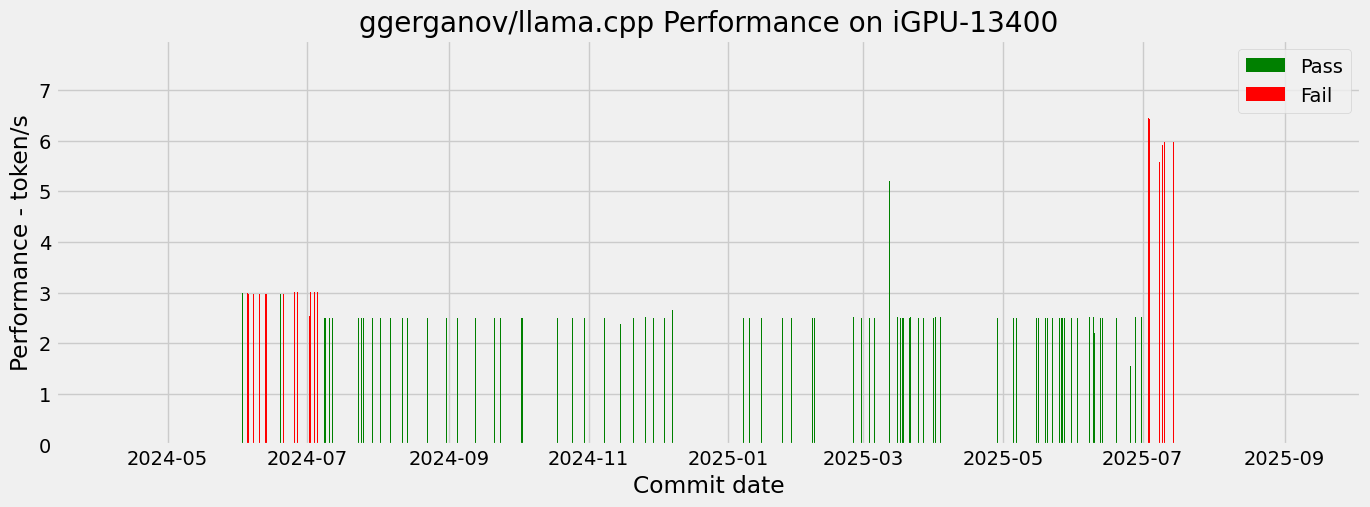 ggerganov/llama.cpp Performance on iGPU-13400
Pass
Fail
Performance - token/s
7
6
5
4
3
2
1
0
2024-05 2024-07 2024-09 2024-11 2025-01 2025-03 2025-05 2025-07 2025-09
Commit date